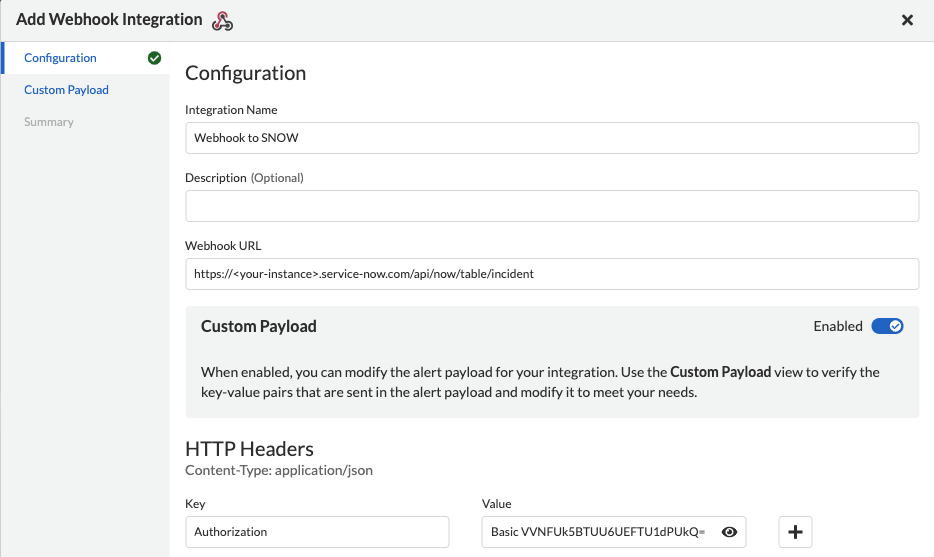 Add Webhook Integration
Configuration
Custom Payload
Summary
Configuration
Integration Name
Webhook to SNOW
Description (Optional)
Webhook URL
https://<your-instance>.service-now.com/api/now/table/incident
Custom Payload
Enabled
When enabled, you can modify the alert payload for your integration. Use the Custom Payload view to verify the
key-value pairs that are sent in the alert payload and modify it to meet your needs.
HTTP Headers
Content-Type: application/json
Key
Value
Authorization
Basic VVNFUk5BTUU6UEFTU1dPUkQ=